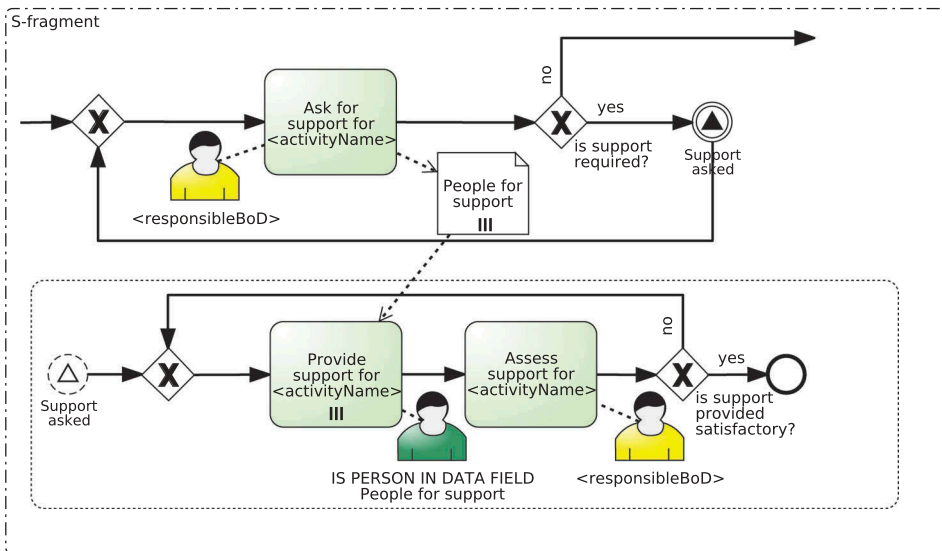 S-fragment
no
Ask for
support for
<activityName>
yes
is support
required?
Support
asked
<responsibleBoD>
People for
support
III
no
Provide
support for
<activityName>
III
Assess
support for
<activityName>
yes
is support
provided
satisfactory?
Support
asked
IS PERSON IN DATA FIELD
People for support
<responsibleBoD>